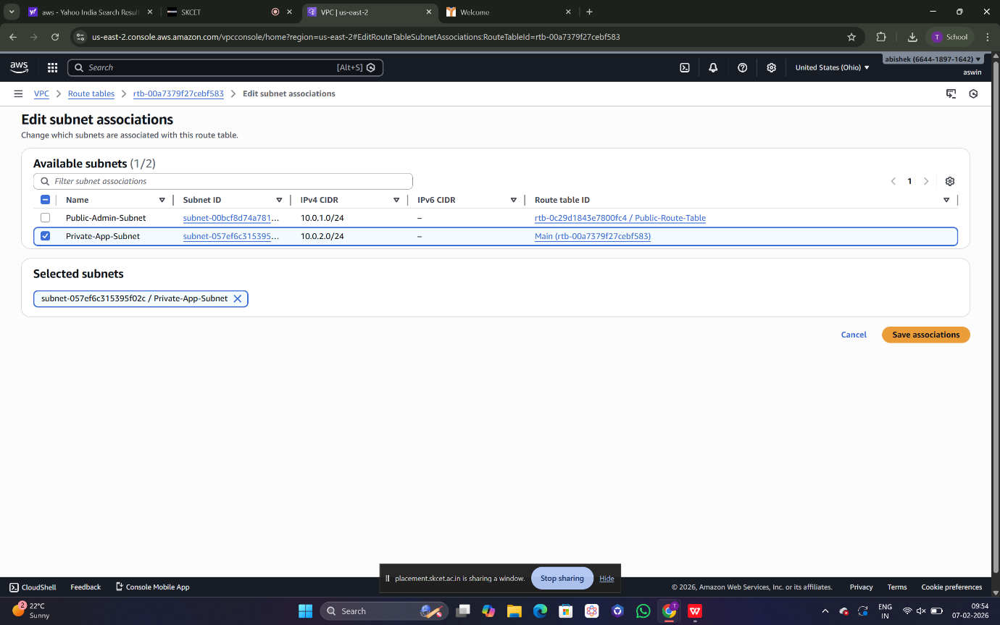 aws - Yahoo India Search Resul
SKCET
VPC | us-east-2
Welcome
us-east-2.console.aws.amazon.com/vpcconsole/home?region=us-east-2#EditRouteTableSubnetAssociations:RouteTableId=rtb-00a7379f27cebf583
T School
aws
Search [Alt+S]
United States (Ohio) ▼
abishek (6644-1897-1642) ▼
aswin
VPC > Route tables > rtb-00a7379f27cebf583 > Edit subnet associations
Edit subnet associations
Change which subnets are associated with this route table.
Available subnets (1/2)
Filter subnet associations
1
Name Subnet ID IPv4 CIDR IPv6 CIDR Route table ID
Public-Admin-Subnet subnet-00bcf8d74a781... 10.0.1.0/24 – rtb-0c29d1843e7800fc4 / Public-Route-Table
Private-App-Subnet subnet-057ef6c315395... 10.0.2.0/24 – Main (rtb-00a7379f27cebf583)
Selected subnets
subnet-057ef6c315395f02c / Private-App-Subnet
Cancel Save associations
placement.skcet.ac.in is sharing a window. Stop sharing Hide
CloudShell Feedback Console Mobile App © 2026, Amazon Web Services, Inc. or its affiliates. Privacy Terms Cookie preferences
2
22°C
Sunny
Search
T
W
ENG
IN
09:54
07-02-2026